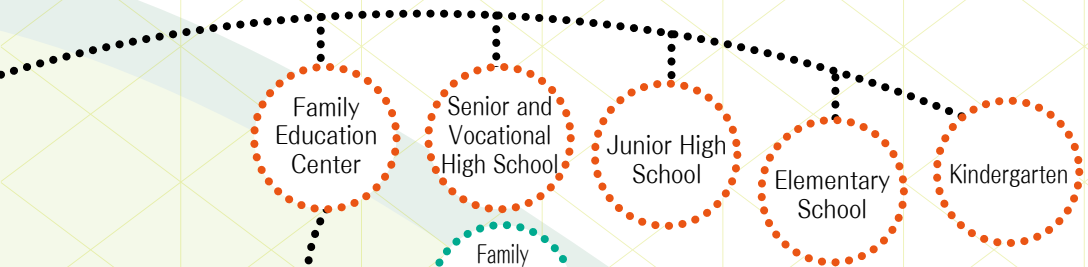 Family
Education
Center
Senior and
Vocational
High School
Junior High
School
Elementary
School
Kindergarten
Family